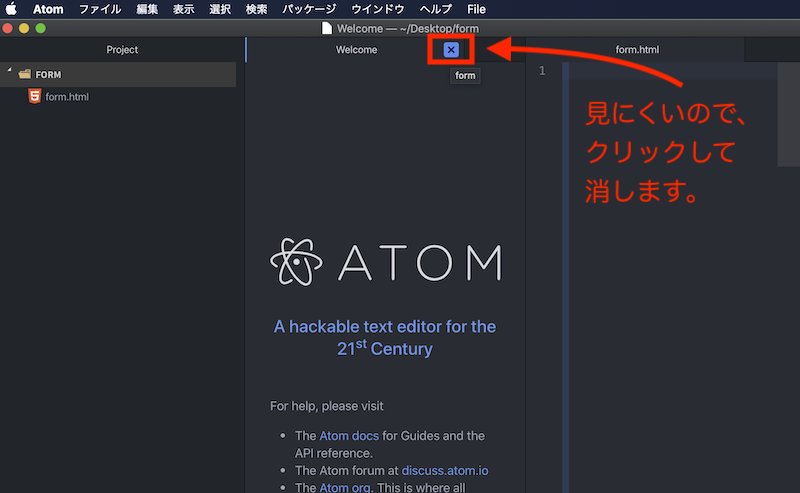 Atom ファイル 編集 表示 選択 検索 パッケージ ウインドウ ヘルプ File
Welcome — ~/Desktop/form
Project
Welcome
form.html
form
FORM
form.html
1
見にくいので、
クリックして
消します。
ATOM
A hackable text editor for the
21st Century
For help, please visit
The Atom docs for Guides and the
API reference.
The Atom forum at discuss.atom.io
The Atom org. This is where all